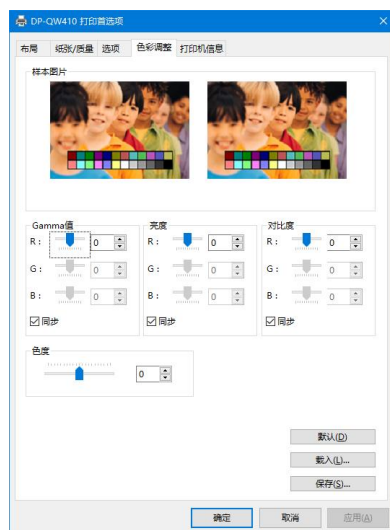 DP-QW410 打印首选项
布局 纸张/质量 选项 色彩调整 打印机信息
样本图片
Gamma值 亮度 对比度
R: 0 R: 0 R: 0
G: 0 G: 0 G: 0
B: 0 B: 0 B: 0
同步 同步 同步
色度
0
默认(D)
载入(L)...
保存(S)...
确定 取消 应用(A)